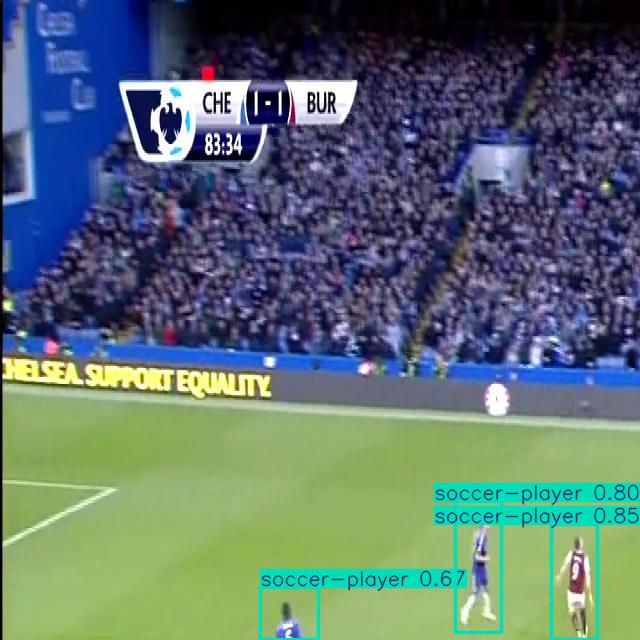 CHE 1-1 BUR
83:34
CHELSEA. SUPPORT EQUALITY.
soccer-player 0.80
soccer-player 0.85
soccer-player 0.67
9